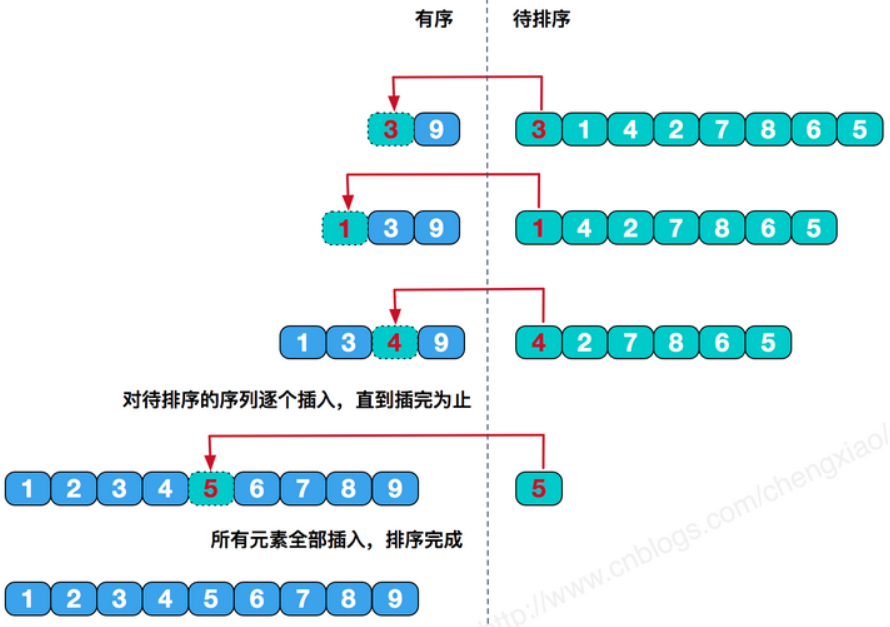 有序 待排序
3 9 3 1 4 2 7 8 6 5
1 3 9 1 4 2 7 8 6 5
1 3 4 9 4 2 7 8 6 5
对待排序的序列逐个插入，直到插完为止
1 2 3 4 5 6 7 8 9 5
所有元素全部插入，排序完成
1 2 3 4 5 6 7 8 9
http://www.cnblogs.com/chengxiao/